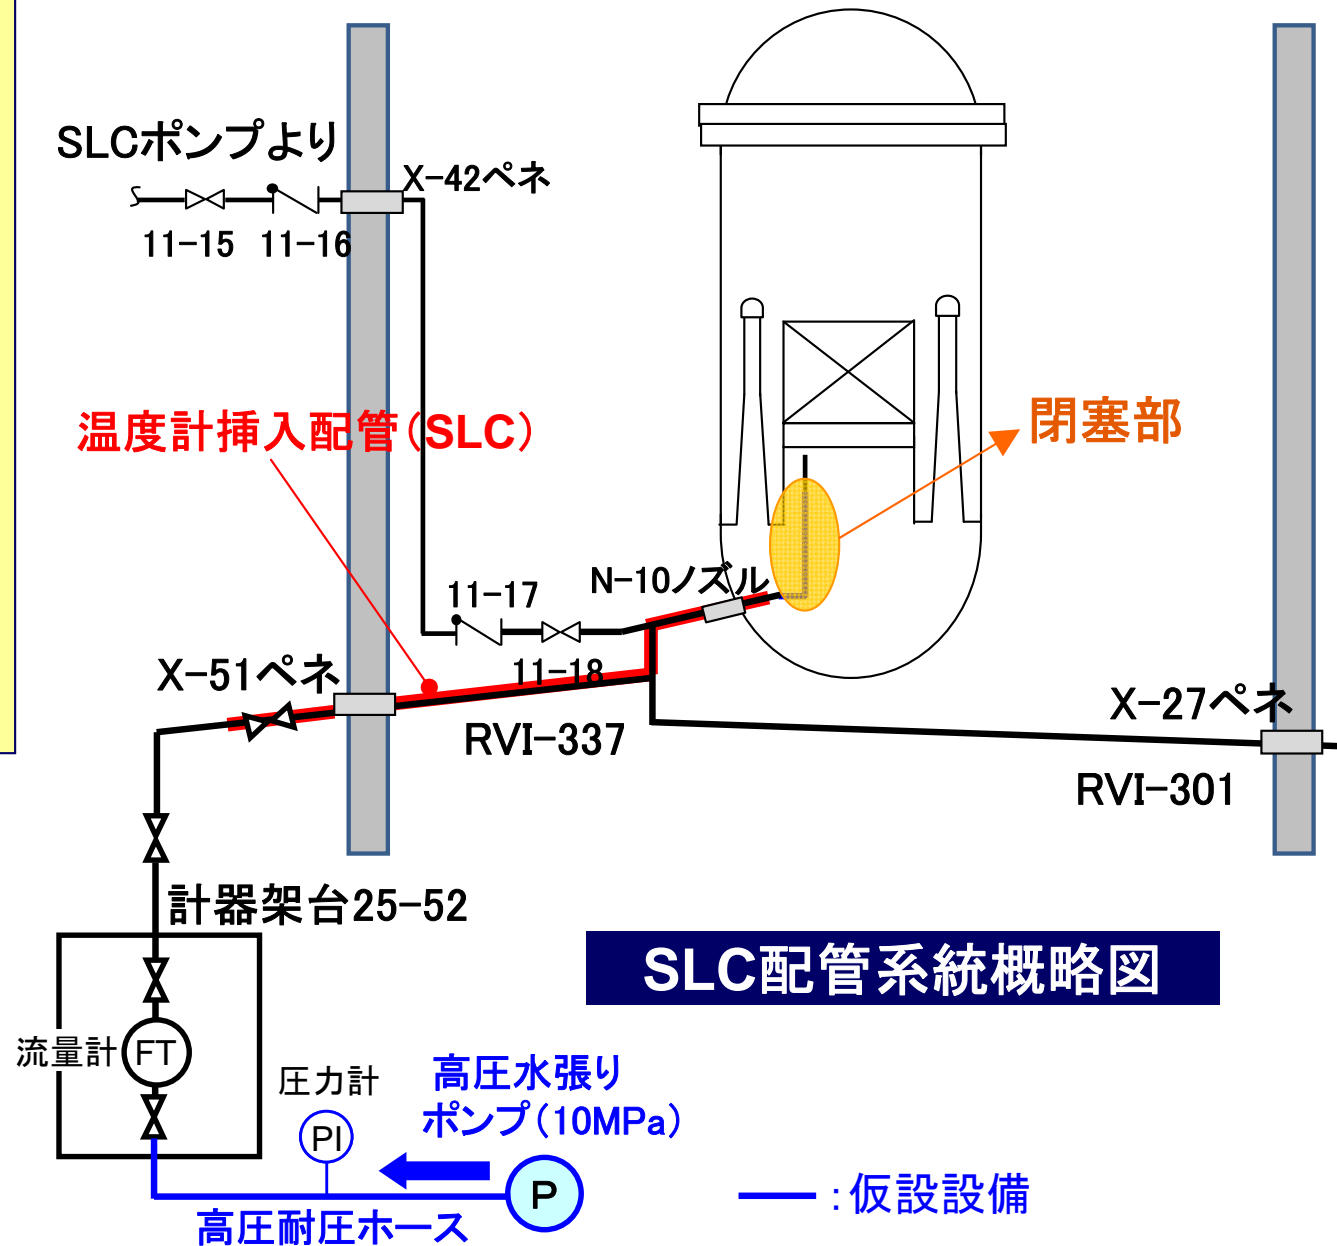 SLCポンプより
X-42ペネ
11-15
11-16
温度計挿入配管(SLC)
閉塞部
N-10ノズル
11-17
11-18
X-51ペネ
RVI-337
X-27ペネ
RVI-301
計器架台25-52
SLC配管系統概略図
流量計
FT
圧力計
PI
高圧水張り
ポンプ(10MPa)
P
高圧耐圧ホース
:仮設設備